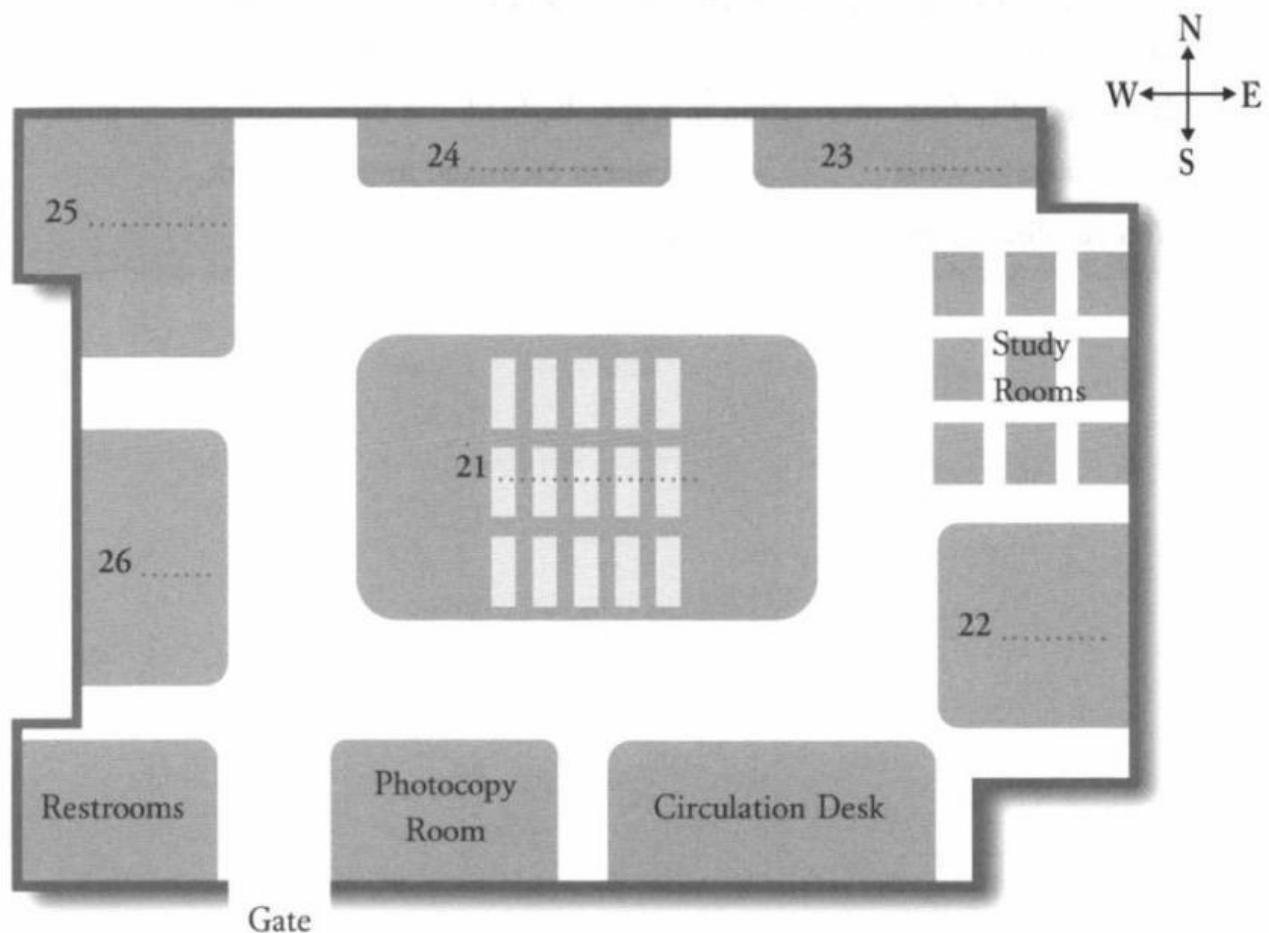 N
W E
S
24 ..............
23 ..............
25 ..............
Study
Rooms
21 ....................
26 .......
22 ...........
Restrooms
Photocopy
Room
Circulation Desk
Gate